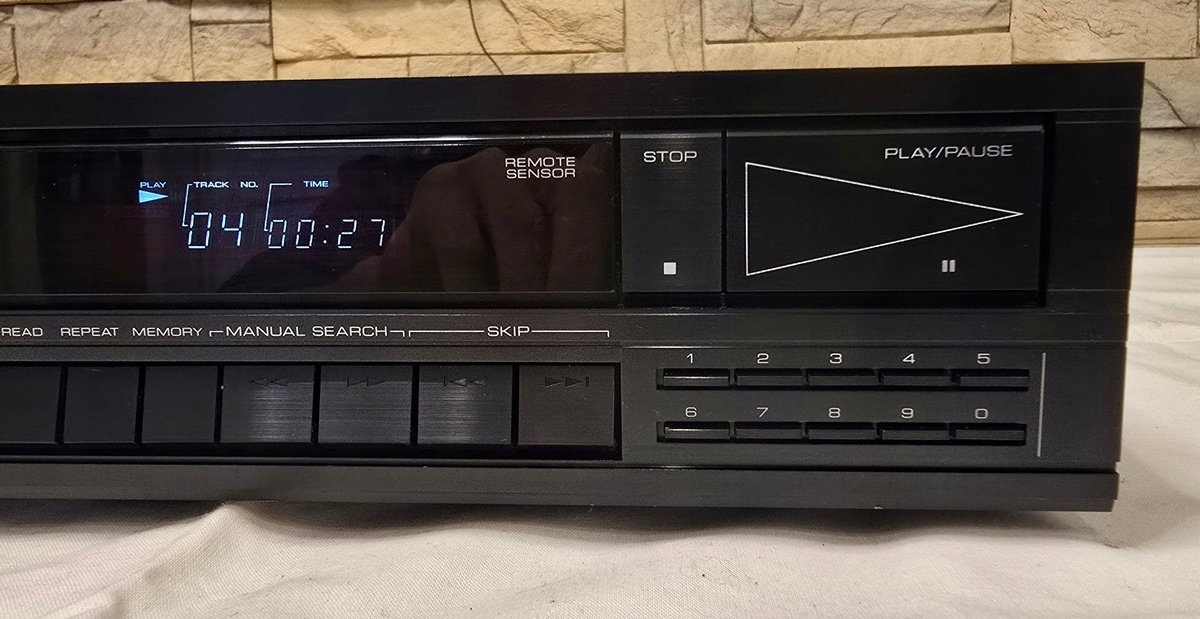 REMOTE
SENSOR
STOP
PLAY/PAUSE
PLAY
TRACK NO.
TIME
04 00:27
READ REPEAT MEMORY MANUAL SEARCH SKIP
1 2 3 4 5
6 7 8 9 0